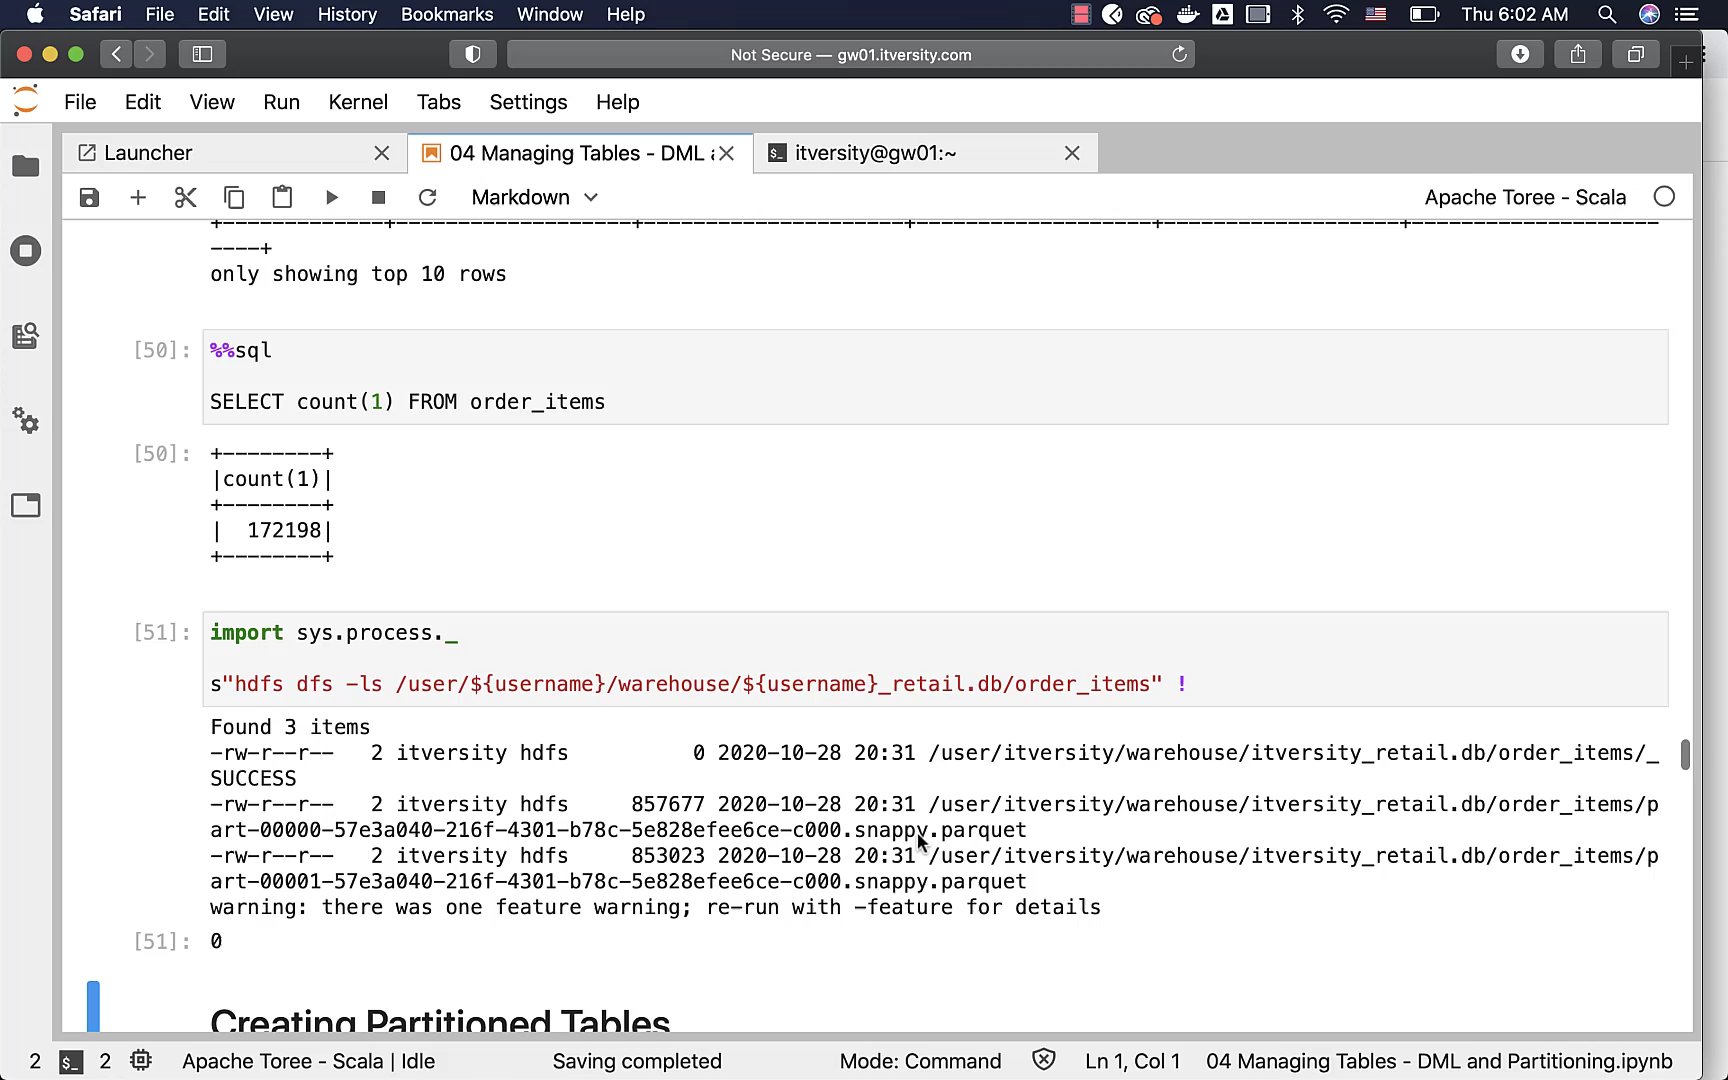 Safari File Edit View History Bookmarks Window Help Thu 6:02 AM
Not Secure — gw01.itversity.com
File Edit View Run Kernel Tabs Settings Help
Launcher 04 Managing Tables - DML itversity@gw01:~
Markdown Apache Toree - Scala
+-------------+-------------------+---------------------+-------------------+-------------------+--------------------
----+
only showing top 10 rows
[50]: %%sql
SELECT count(1) FROM order_items
[50]: +--------+
|count(1)|
+--------+
|  172198|
+--------+
[51]: import sys.process._
s"hdfs dfs -ls /user/${username}/warehouse/${username}_retail.db/order_items" !
Found 3 items
-rw-r--r--   2 itversity hdfs          0 2020-10-28 20:31 /user/itversity/warehouse/itversity_retail.db/order_items/_
SUCCESS
-rw-r--r--   2 itversity hdfs     857677 2020-10-28 20:31 /user/itversity/warehouse/itversity_retail.db/order_items/p
art-00000-57e3a040-216f-4301-b78c-5e828efee6ce-c000.snappy.parquet
-rw-r--r--   2 itversity hdfs     853023 2020-10-28 20:31 /user/itversity/warehouse/itversity_retail.db/order_items/p
art-00001-57e3a040-216f-4301-b78c-5e828efee6ce-c000.snappy.parquet
warning: there was one feature warning; re-run with -feature for details
[51]: 0
Creating Partitioned Tables
2 $_ 2 Apache Toree - Scala | Idle Saving completed Mode: Command Ln 1, Col 1 04 Managing Tables - DML and Partitioning.ipynb